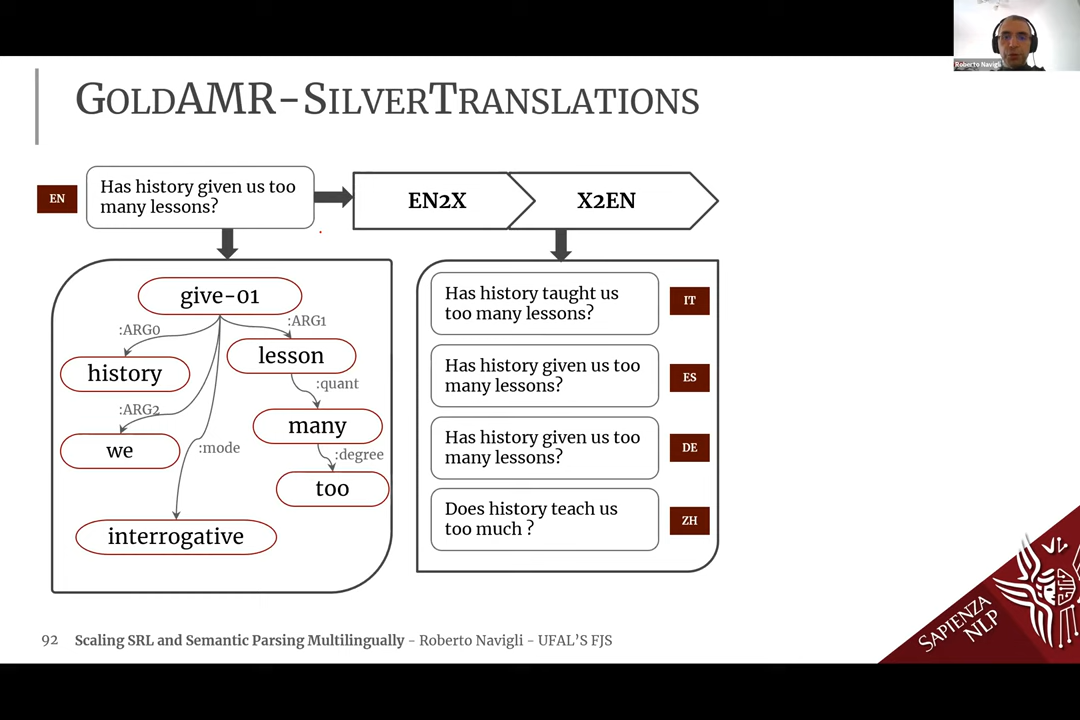 Roberto Navigli
GOLDAMR-SILVERTRANSLATIONS
EN
Has history given us too
many lessons?
EN2X
X2EN
give-01
:ARG0
:ARG1
history
lesson
:quant
:ARG2
many
we
:mode
:degree
too
interrogative
Has history taught us
too many lessons?
IT
Has history given us too
many lessons?
ES
Has history given us too
many lessons?
DE
Does history teach us
too much ?
ZH
SAPIENZA
NLP
92 Scaling SRL and Semantic Parsing Multilingually - Roberto Navigli - UFAL'S FJS